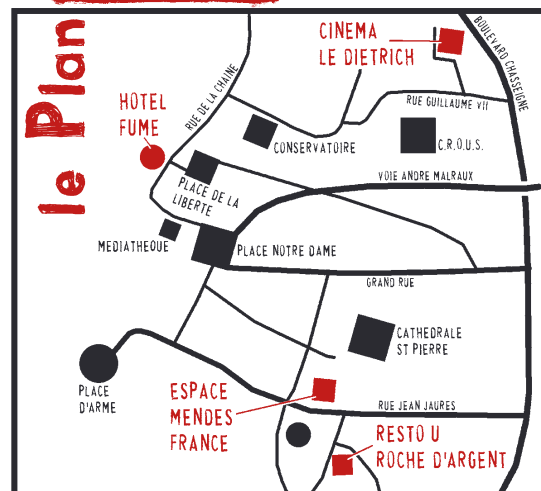 le Plan
CINEMA
LE DIETRICH
BOULEVARD CHASSEIGNE
HOTEL
FUME
RUE DE LA CHAINE
RUE GUILLAUME VII
CONSERVATOIRE
C.R.O.U.S.
VOIE ANDRE MALRAUX
PLACE DE LA
LIBERTE
MEDIATHEQUE
PLACE NOTRE DAME
GRAND RUE
CATHEDRALE
ST PIERRE
PLACE
D'ARME
ESPACE
MENDES
FRANCE
RUE JEAN JAURES
RESTO U
ROCHE D'ARGENT